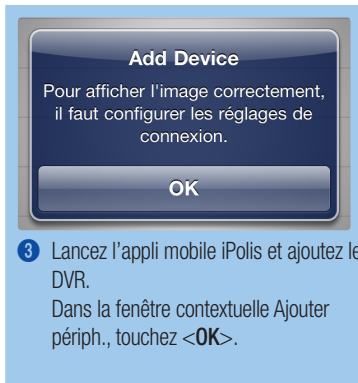 Add Device
Pour afficher l'image correctement,
il faut configurer les réglages de
connexion.
OK
3 Lancez l'appli mobile iPolis et ajoutez le
DVR.
Dans la fenêtre contextuelle Ajouter
périph., touchez <OK>.